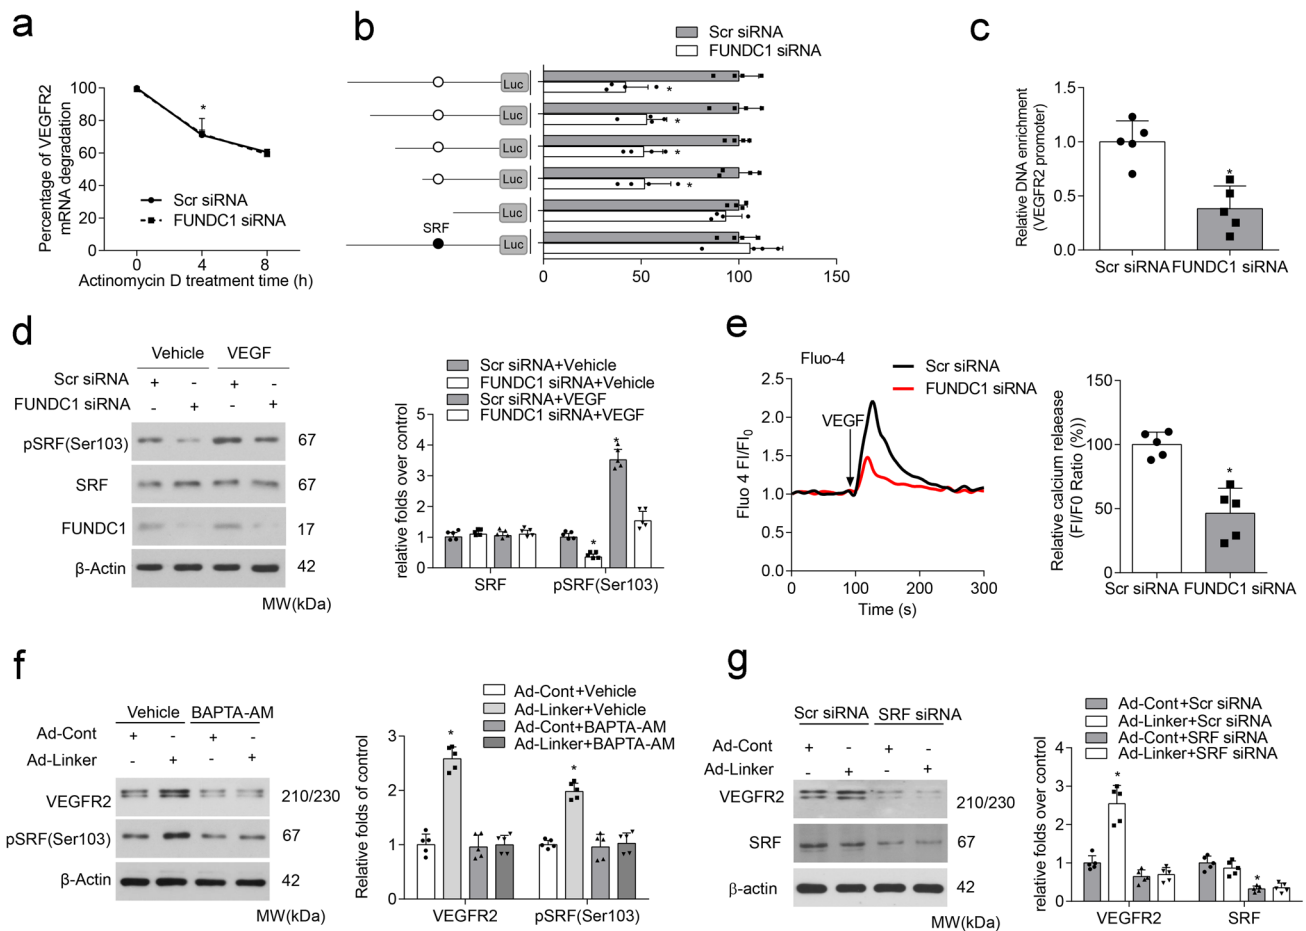 a
Percentage of VEGFR2
mRNA degradation
100
80
60
40
20
0
Scr siRNA
FUNDC1 siRNA
*
0
4
8
Actinomycin D treatment time (h)
b
Scr siRNA
FUNDC1 siRNA
Luc
*
Luc
*
Luc
*
Luc
*
Luc
SRF
Luc
0
50
100
150
c
Relative DNA enrichment
(VEGFR2 promoter)
1.5
1.0
0.5
0.0
*
Scr siRNA
FUNDC1 siRNA
d
Vehicle
VEGF
Scr siRNA
+
-
+
-
FUNDC1 siRNA
-
+
-
+
pSRF(Ser103)
67
SRF
67
FUNDC1
17
β-Actin
42
MW(kDa)
Scr siRNA+Vehicle
FUNDC1 siRNA+Vehicle
Scr siRNA+VEGF
FUNDC1 siRNA+VEGF
relative folds over control
5
4
3
2
1
0
*
*
SRF
pSRF(Ser103)
e
Fluo-4
Scr siRNA
FUNDC1 siRNA
VEGF
Fluo 4 FI/FI0
2.5
2.0
1.5
1.0
0.5
0.0
0
100
200
300
Time (s)
Relative calcium relaease
(FI/F0 Ratio (%))
150
100
50
0
*
Scr siRNA
FUNDC1 siRNA
f
Vehicle
BAPTA-AM
Ad-Cont
+
-
+
-
Ad-Linker
-
+
-
+
VEGFR2
210/230
pSRF(Ser103)
67
β-Actin
42
MW(kDa)
Ad-Cont+Vehicle
Ad-Linker+Vehicle
Ad-Cont+BAPTA-AM
Ad-Linker+BAPTA-AM
Relative folds of control
3
2
1
0
*
*
VEGFR2
pSRF(Ser103)
g
Scr siRNA
SRF siRNA
Ad-Cont
+
-
+
-
Ad-Linker
-
+
-
+
VEGFR2
210/230
SRF
67
β-actin
42
MW(kDa)
Ad-Cont+Scr siRNA
Ad-Linker+Scr siRNA
Ad-Cont+SRF siRNA
Ad-Linker+SRF siRNA
relative folds over control
4
3
2
1
0
*
*
VEGFR2
SRF